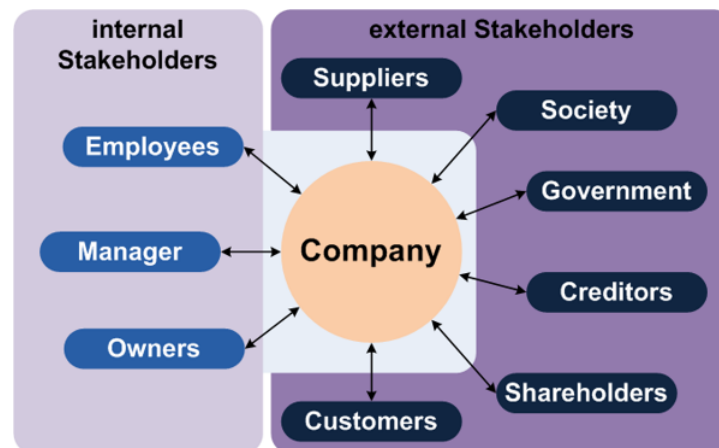 internal
Stakeholders
external Stakeholders
Suppliers
Society
Employees
Government
Manager
Company
Creditors
Owners
Shareholders
Customers